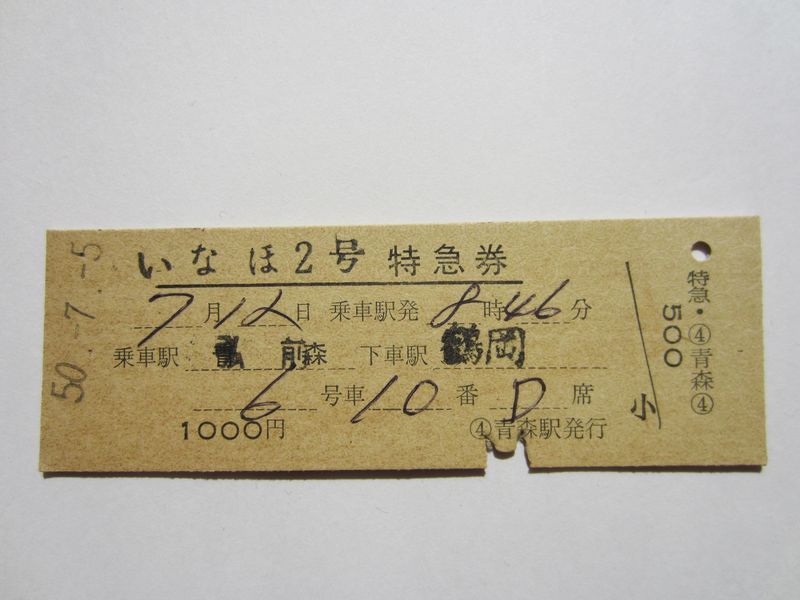 50.-7.-5
いなほ2号 特急券
7月12日 乗車駅発 8時46分
乗車駅 弘前 下車駅 鶴岡
6号車 10番 D席
1000円 ④青森駅発行
小
特急・④青森④
500